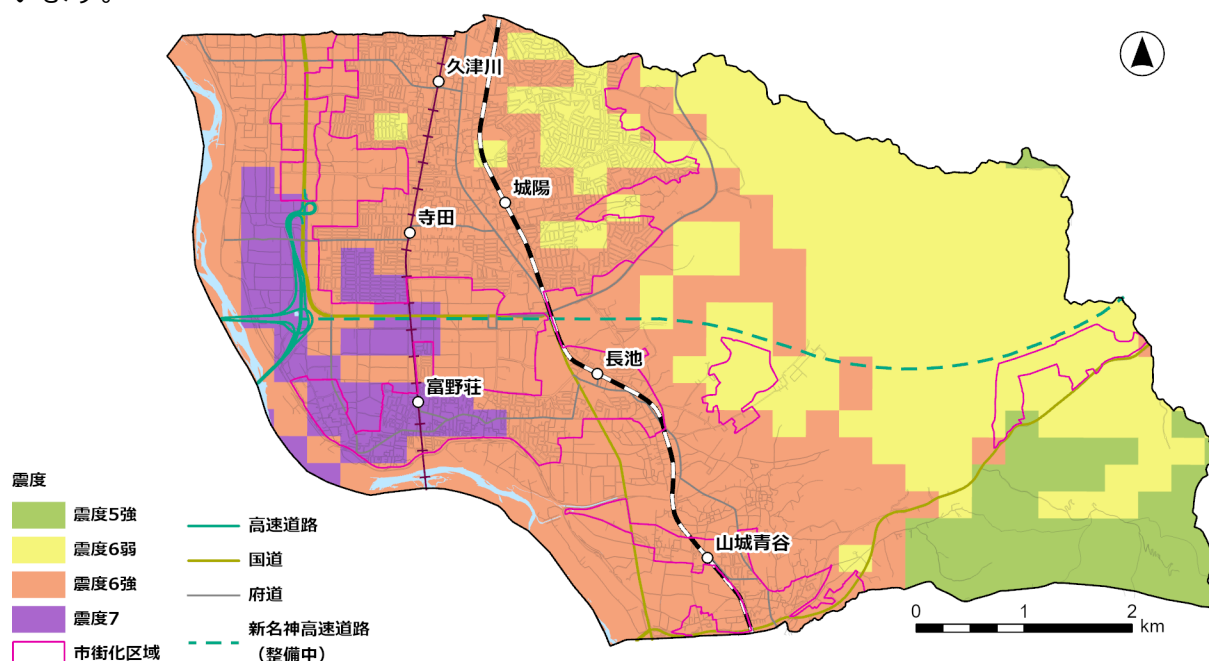 います。
久津川
城陽
寺田
長池
富野荘
山城青谷
震度
震度5強
震度6弱
震度6強
震度7
市街化区域
高速道路
国道
府道
新名神高速道路
（整備中）
0 1 2
km